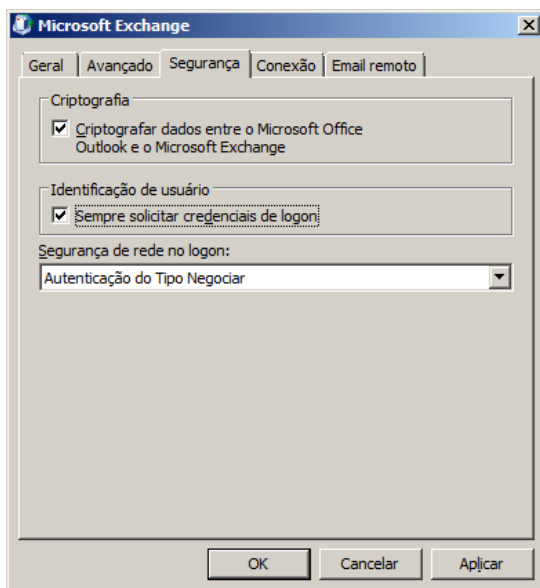 Microsoft Exchange
Geral Avançado Segurança Conexão Email remoto
Criptografia
Criptografar dados entre o Microsoft Office
Outlook e o Microsoft Exchange
Identificação de usuário
Sempre solicitar credenciais de logon
Segurança de rede no logon:
Autenticação do Tipo Negociar
OK Cancelar Aplicar